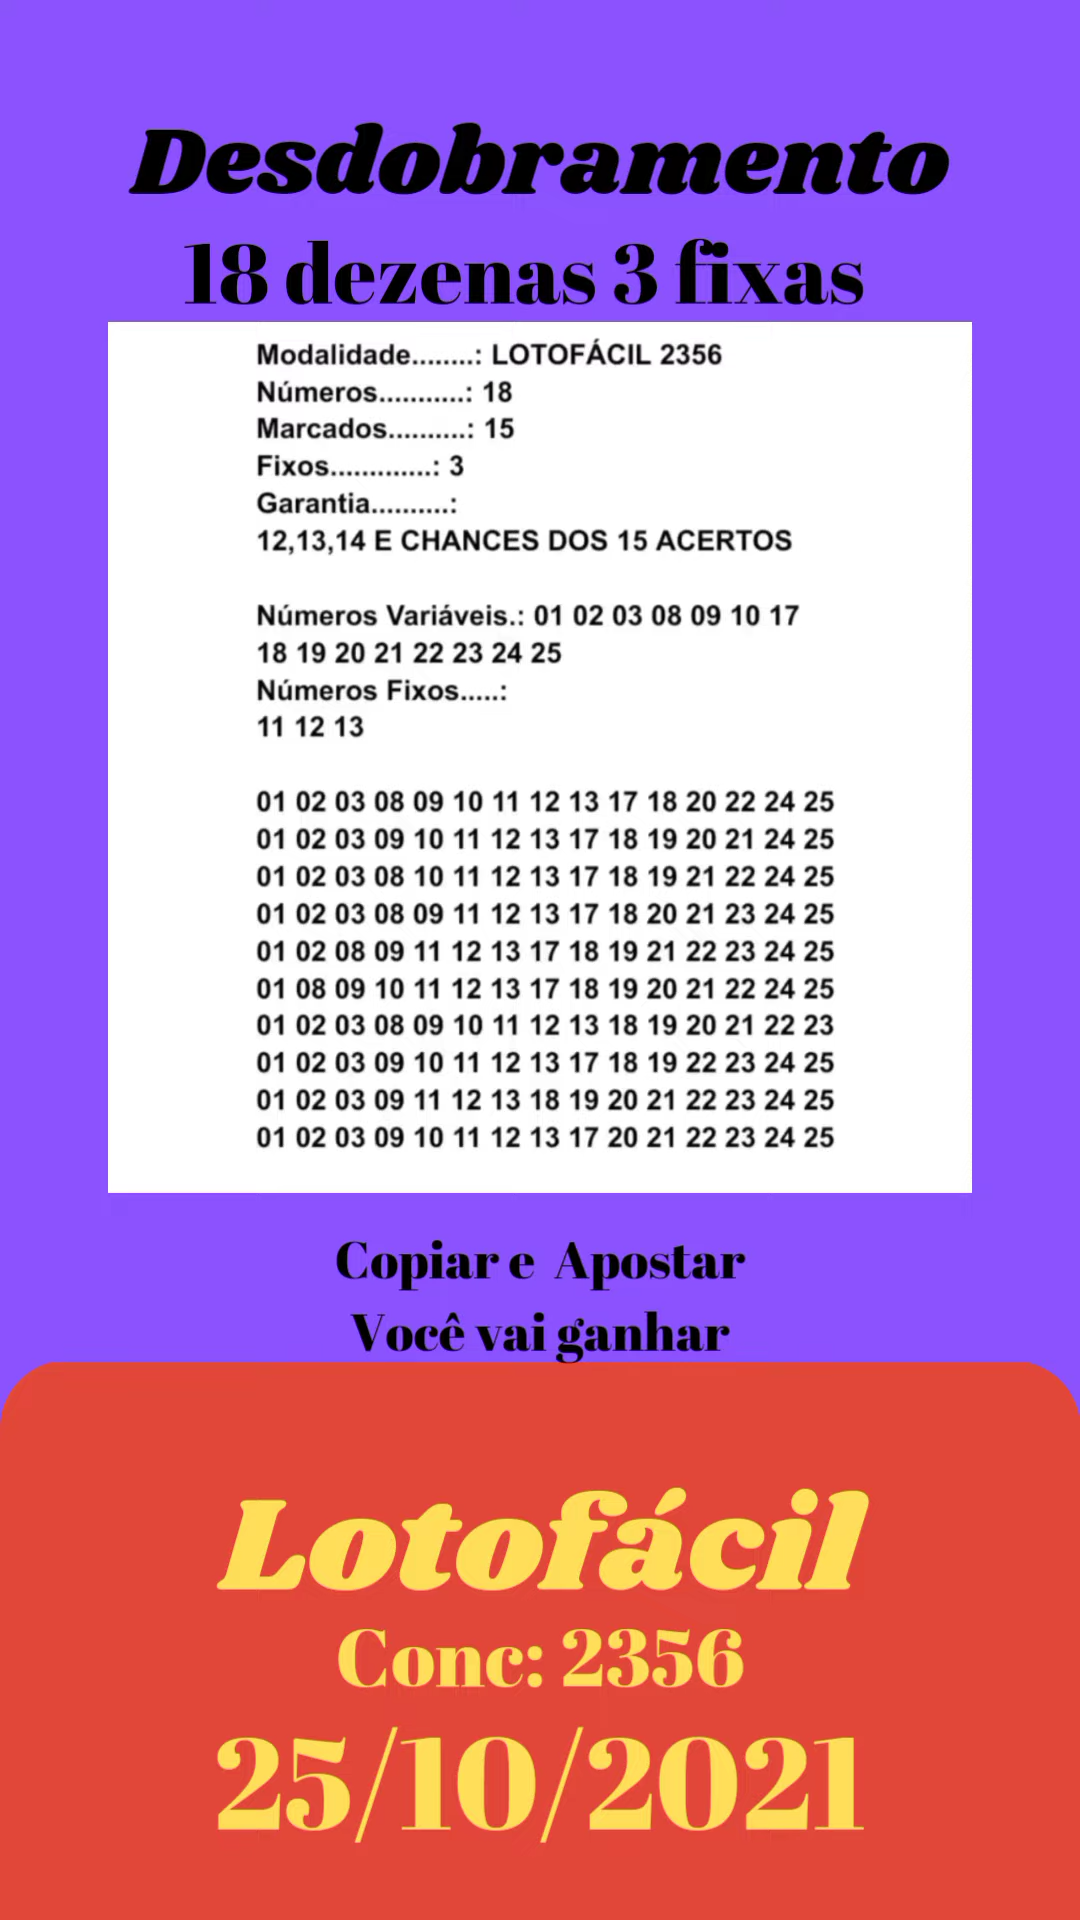 Desdobramento
18 dezenas 3 fixas
Modalidade........: LOTOFÁCIL 2356
Números...........: 18
Marcados..........: 15
Fixos.............: 3
Garantia..........:
12,13,14 E CHANCES DOS 15 ACERTOS
Números Variáveis.: 01 02 03 08 09 10 17
18 19 20 21 22 23 24 25
Números Fixos.....:
11 12 13
01 02 03 08 09 10 11 12 13 17 18 20 22 24 25
01 02 03 09 10 11 12 13 17 18 19 20 21 24 25
01 02 03 08 10 11 12 13 17 18 19 21 22 24 25
01 02 03 08 09 11 12 13 17 18 20 21 23 24 25
01 02 08 09 11 12 13 17 18 19 21 22 23 24 25
01 08 09 10 11 12 13 17 18 19 20 21 22 24 25
01 02 03 08 09 10 11 12 13 18 19 20 21 22 23
01 02 03 09 10 11 12 13 17 18 19 22 23 24 25
01 02 03 09 11 12 13 18 19 20 21 22 23 24 25
01 02 03 09 10 11 12 13 17 20 21 22 23 24 25
Copiar e Apostar
Você vai ganhar
Lotofácil
Conc: 2356
25/10/2021